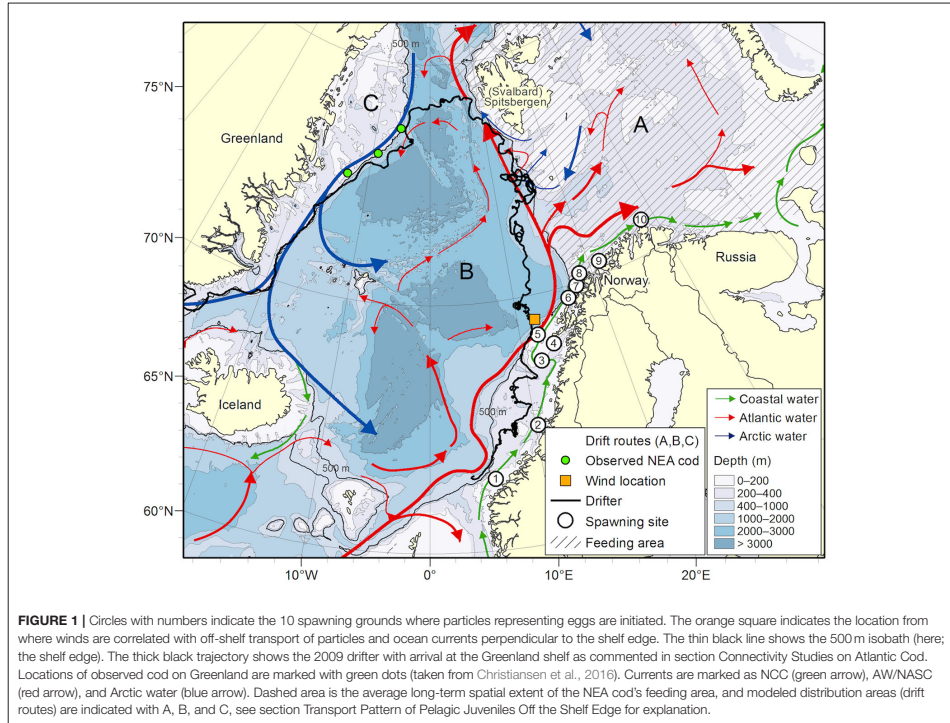 75°N
70°N
65°N
60°N
10°W
0°
10°E
20°E
500 m
C
(Svalbard)
Spitsbergen
A
Greenland
B
Russia
Norway
10
9
8
7
6
5
4
3
2
1
Iceland
500 m
500 m
Drift routes (A,B,C)
Observed NEA cod
Wind location
Drifter
Spawning site
Feeding area
Coastal water
Atlantic water
Arctic water
Depth (m)
0–200
200–400
400–1000
1000–2000
2000–3000
> 3000
FIGURE 1 | Circles with numbers indicate the 10 spawning grounds where particles representing eggs are initiated. The orange square indicates the location from
where winds are correlated with off-shelf transport of particles and ocean currents perpendicular to the shelf edge. The thin black line shows the 500 m isobath (here;
the shelf edge). The thick black trajectory shows the 2009 drifter with arrival at the Greenland shelf as commented in section Connectivity Studies on Atlantic Cod.
Locations of observed cod on Greenland are marked with green dots (taken from Christiansen et al., 2016). Currents are marked as NCC (green arrow), AW/NASC
(red arrow), and Arctic water (blue arrow). Dashed area is the average long-term spatial extent of the NEA cod's feeding area, and modeled distribution areas (drift
routes) are indicated with A, B, and C, see section Transport Pattern of Pelagic Juveniles Off the Shelf Edge for explanation.